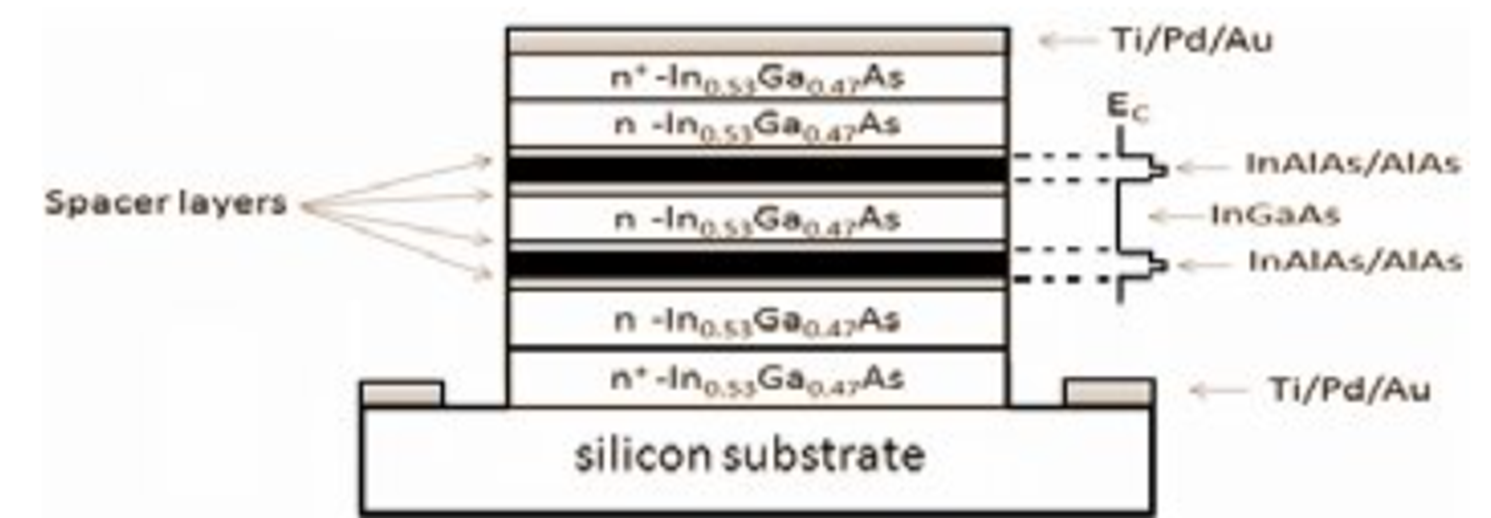 Ti/Pd/Au
n⁺-In₀.₅₃Ga₀.₄₇As
E_C
n -In₀.₅₃Ga₀.₄₇As
InAlAs/AlAs
Spacer layers
n -In₀.₅₃Ga₀.₄₇As
InGaAs
InAlAs/AlAs
n -In₀.₅₃Ga₀.₄₇As
n⁺-In₀.₅₃Ga₀.₄₇As
Ti/Pd/Au
silicon substrate